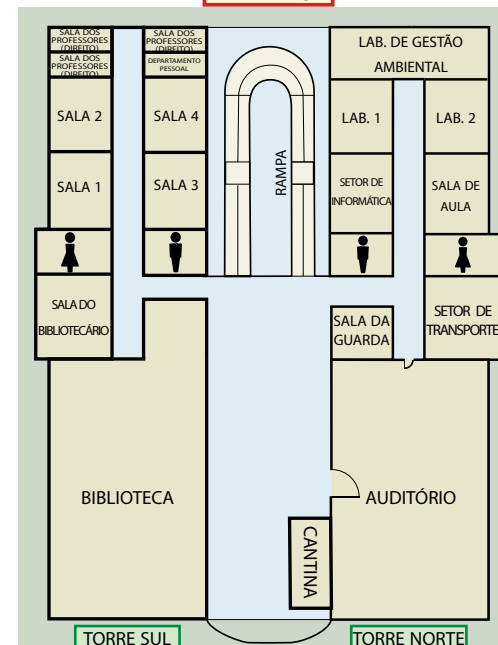 SALA DOS
PROFESSORES
(DIREITO)
SALA DOS
PROFESSORES
(DIREITO)
SALA 2
SALA 1
SALA DO
BIBLIOTECÁRIO
SALA DOS
PROFESSORES
(DIREITO)
DEPARTAMENTO
PESSOAL
SALA 4
SALA 3
RAMPA
LAB. DE GESTÃO
AMBIENTAL
LAB. 1
LAB. 2
SETOR DE
INFORMÁTICA
SALA DE
AULA
SALA DA
GUARDA
SETOR DE
TRANSPORTE
BIBLIOTECA
AUDITÓRIO
CANTINA
TORRE SUL
TORRE NORTE